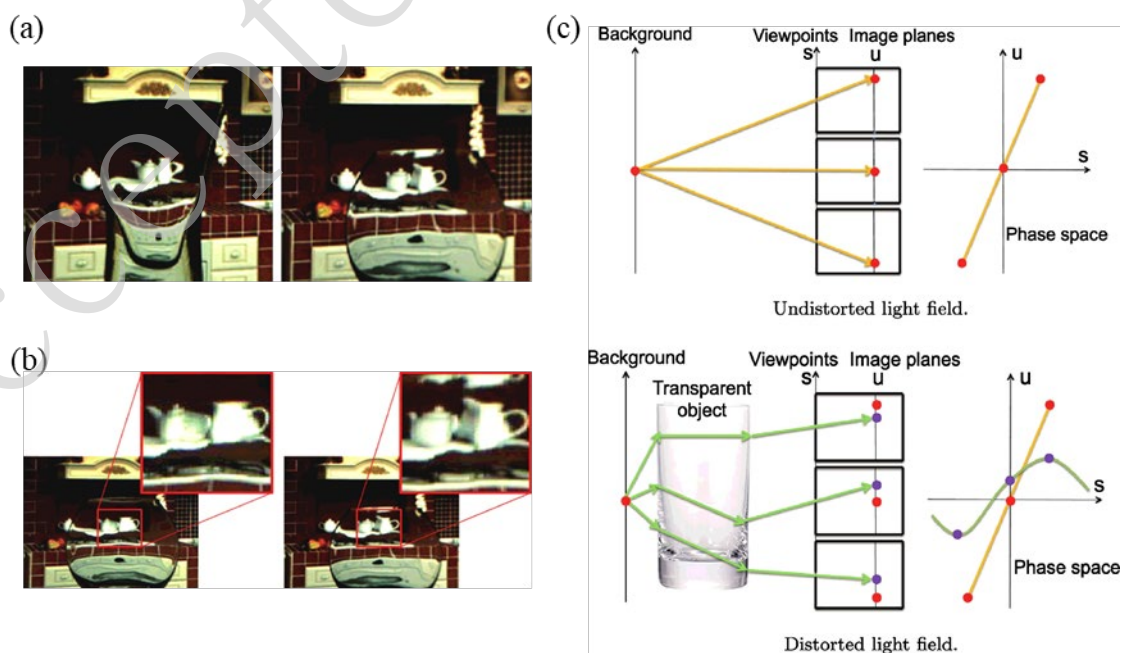 (a)
(b)
(c)
Background
Viewpoints
Image planes
s
u
u
s
Phase space
Undistorted light field.
Background
Viewpoints
Image planes
s
u
Transparent
object
u
s
Phase space
Distorted light field.